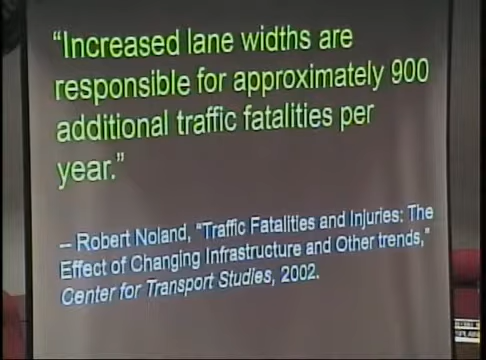 “Increased lane widths are
responsible for approximately 900
additional traffic fatalities per
year.”
– Robert Noland, “Traffic Fatalities and Injuries: The
Effect of Changing Infrastructure and Other trends,”
Center for Transport Studies, 2002.